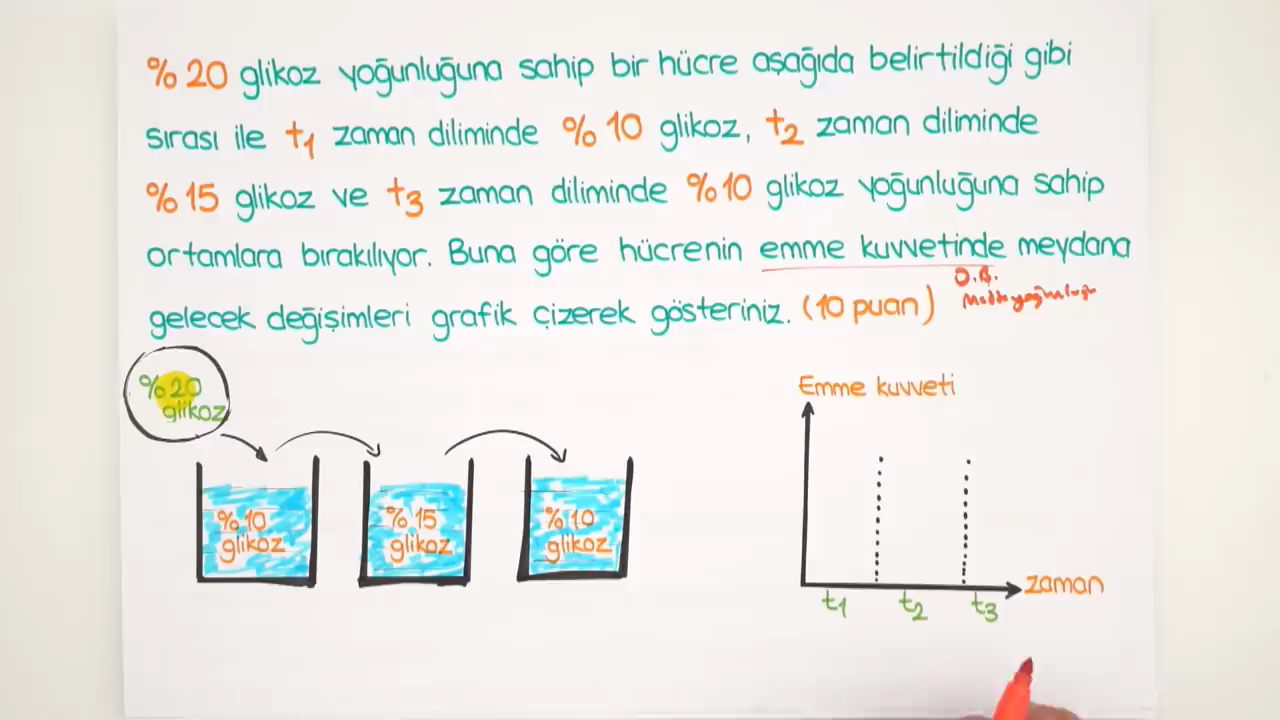 %20 glikoz yoğunluğuna sahip bir hücre aşağıda belirtildiği gibi
sırası ile t1 zaman diliminde %10 glikoz, t2 zaman diliminde
%15 glikoz ve t3 zaman diliminde %10 glikoz yoğunluğuna sahip
ortamlara bırakılıyor. Buna göre hücrenin emme kuvvetinde meydana
gelecek değişimleri grafik çizerek gösteriniz. (10 puan)
O.B.
Madde yoğunluğu
%20
glikoz
%10
glikoz
%15
glikoz
%10
glikoz
Emme kuvveti
zaman
t1 t2 t3